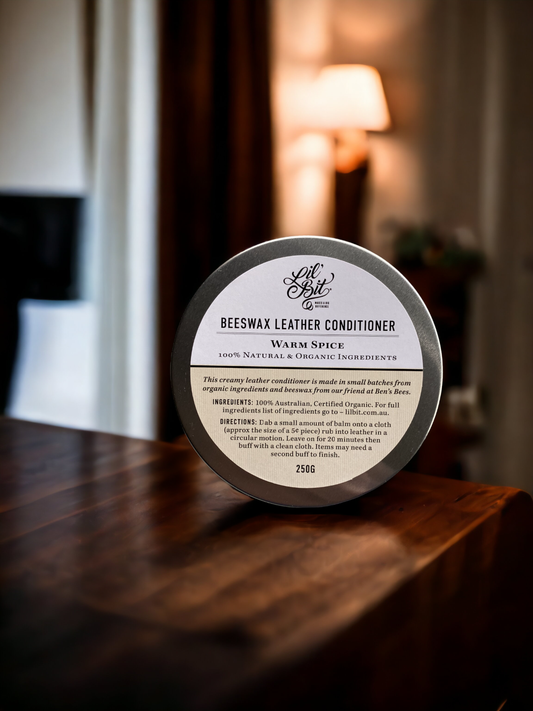 Lil'
Bit
BEESWAX LEATHER CONDITIONER
WARM SPICE
100% NATURAL & ORGANIC INGREDIENTS
This creamy leather conditioner is made in small batches from
organic ingredients and beeswax from our friend at Ben's Bees.
INGREDIENTS: 100% Australian, Certified Organic. For full
ingredients list of ingredients go to – lilbit.com.au.
DIRECTIONS: Dab a small amount of balm onto a cloth
(approx the size of a 5¢ piece) rub into leather in a
circular motion. Leave on for 20 minutes then
buff with a clean cloth. Items may need a
second buff to finish.
250G